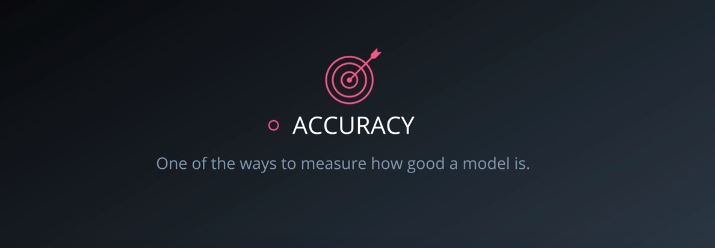 ACCURACY
One of the ways to measure how good a model is.